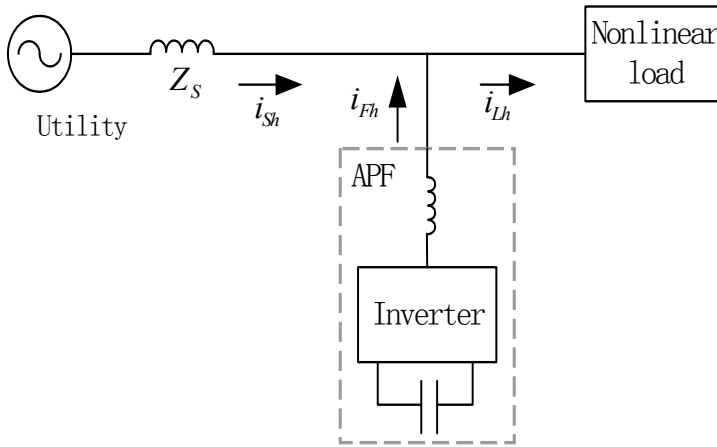 Nonlinear
load
Z_S
i_Sh
i_Fh
i_Lh
Utility
APF
Inverter